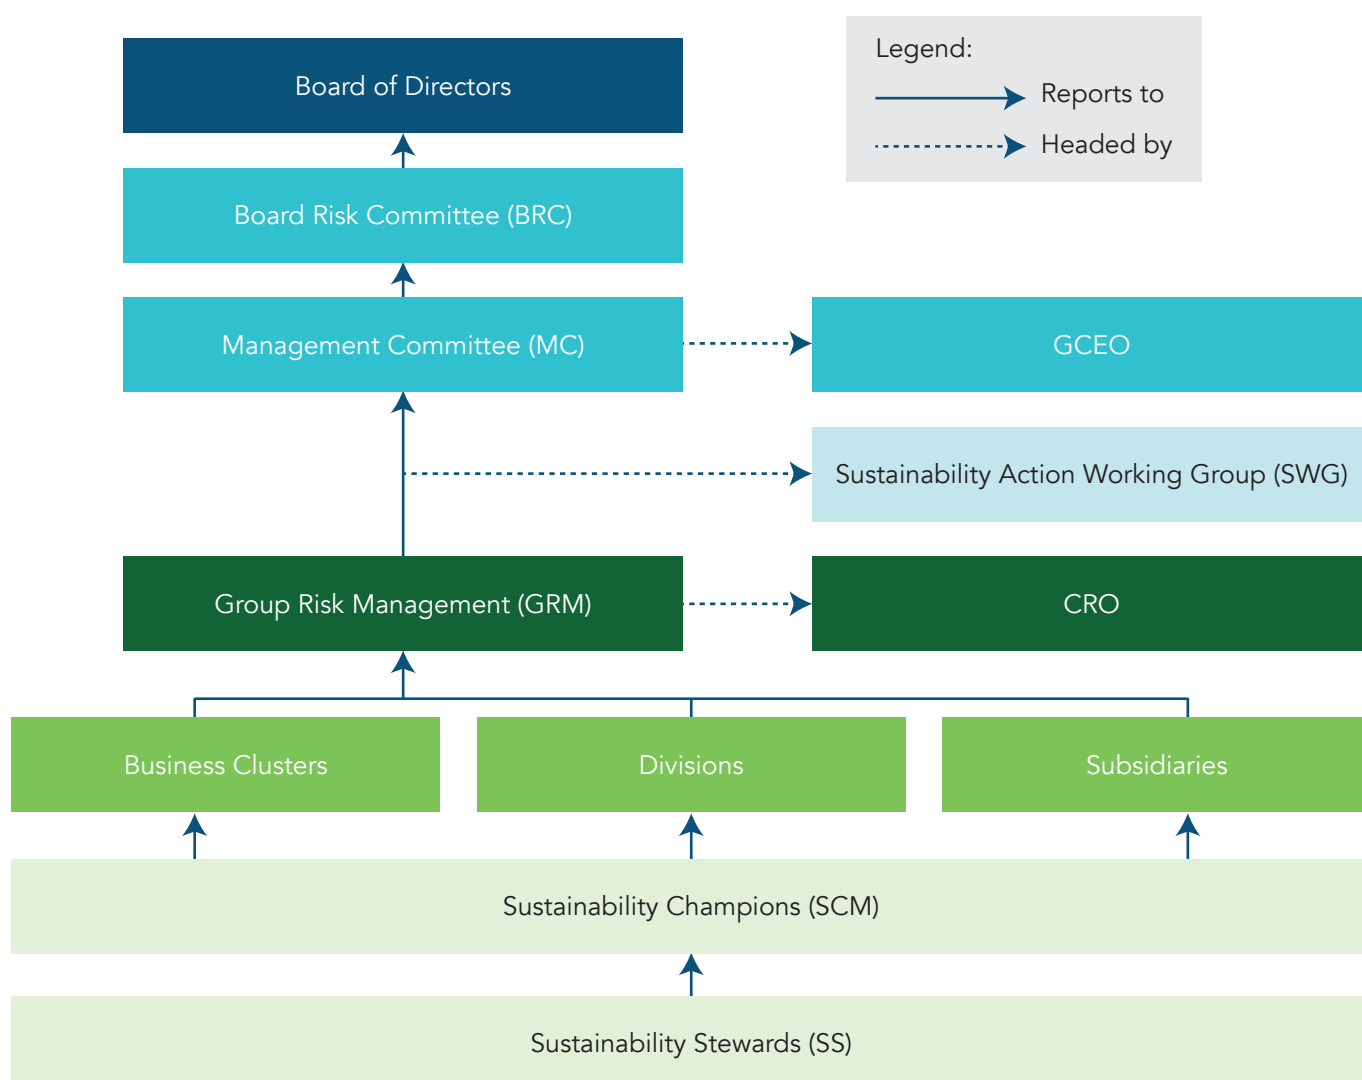 Legend:
Reports to
Headed by
Board of Directors
Board Risk Committee (BRC)
Management Committee (MC)
GCEO
Sustainability Action Working Group (SWG)
Group Risk Management (GRM)
CRO
Business Clusters
Divisions
Subsidiaries
Sustainability Champions (SCM)
Sustainability Stewards (SS)